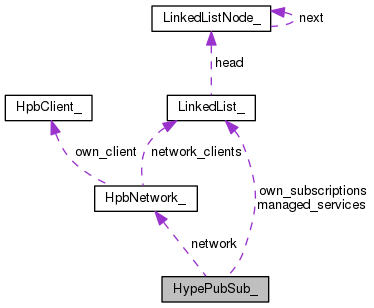 LinkedListNode_
next
head
HpbClient_
LinkedList_
own_client
network_clients
own_subscriptions
managed_services
HpbNetwork_
network
HypePubSub_